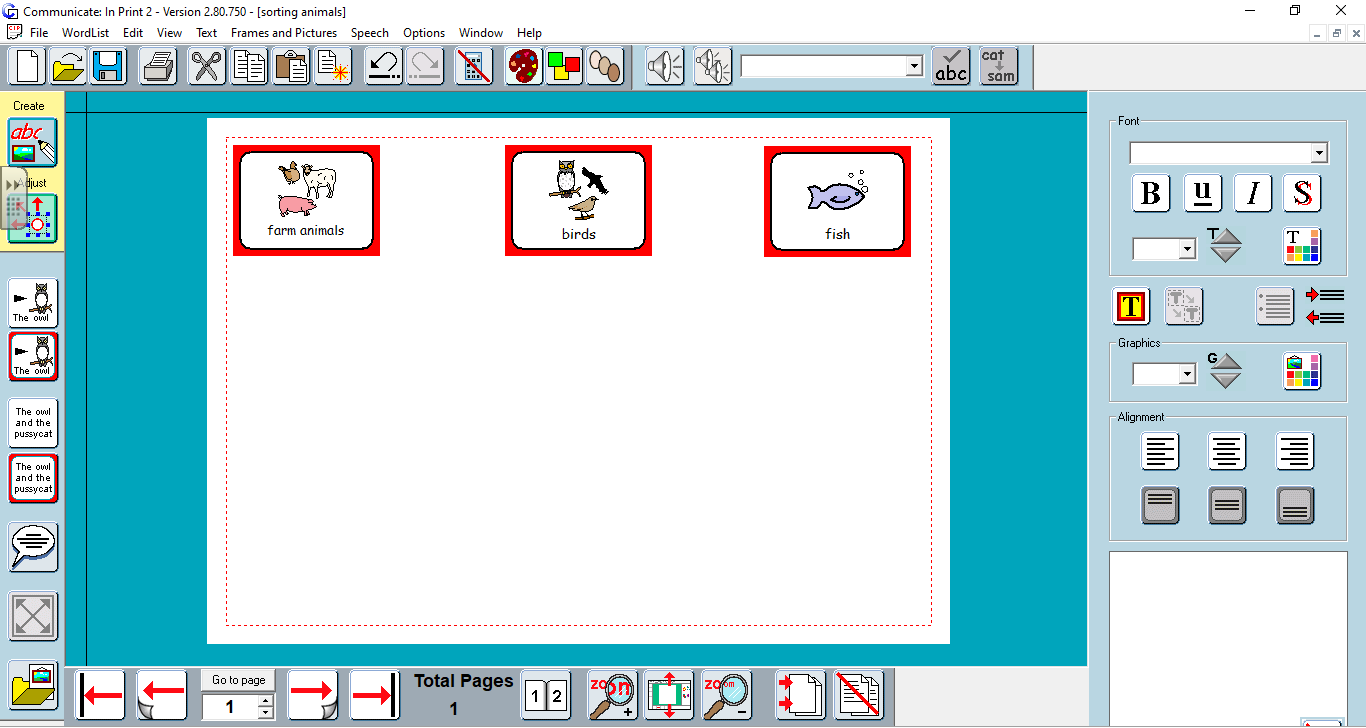 Communicate: In Print 2 - Version 2.80.750 - [sorting animals]
File WordList Edit View Text Frames and Pictures Speech Options Window Help
abc
cat
sam
Create
abc
Adjust
farm animals
birds
fish
The owl
The owl
The owl
and the
pussycat
The owl
and the
pussycat
Font
B u I S
T
T
T
T
T
Graphics
G
Alignment
Go to page
1
Total Pages
1
1 2
zoom +
zoom -